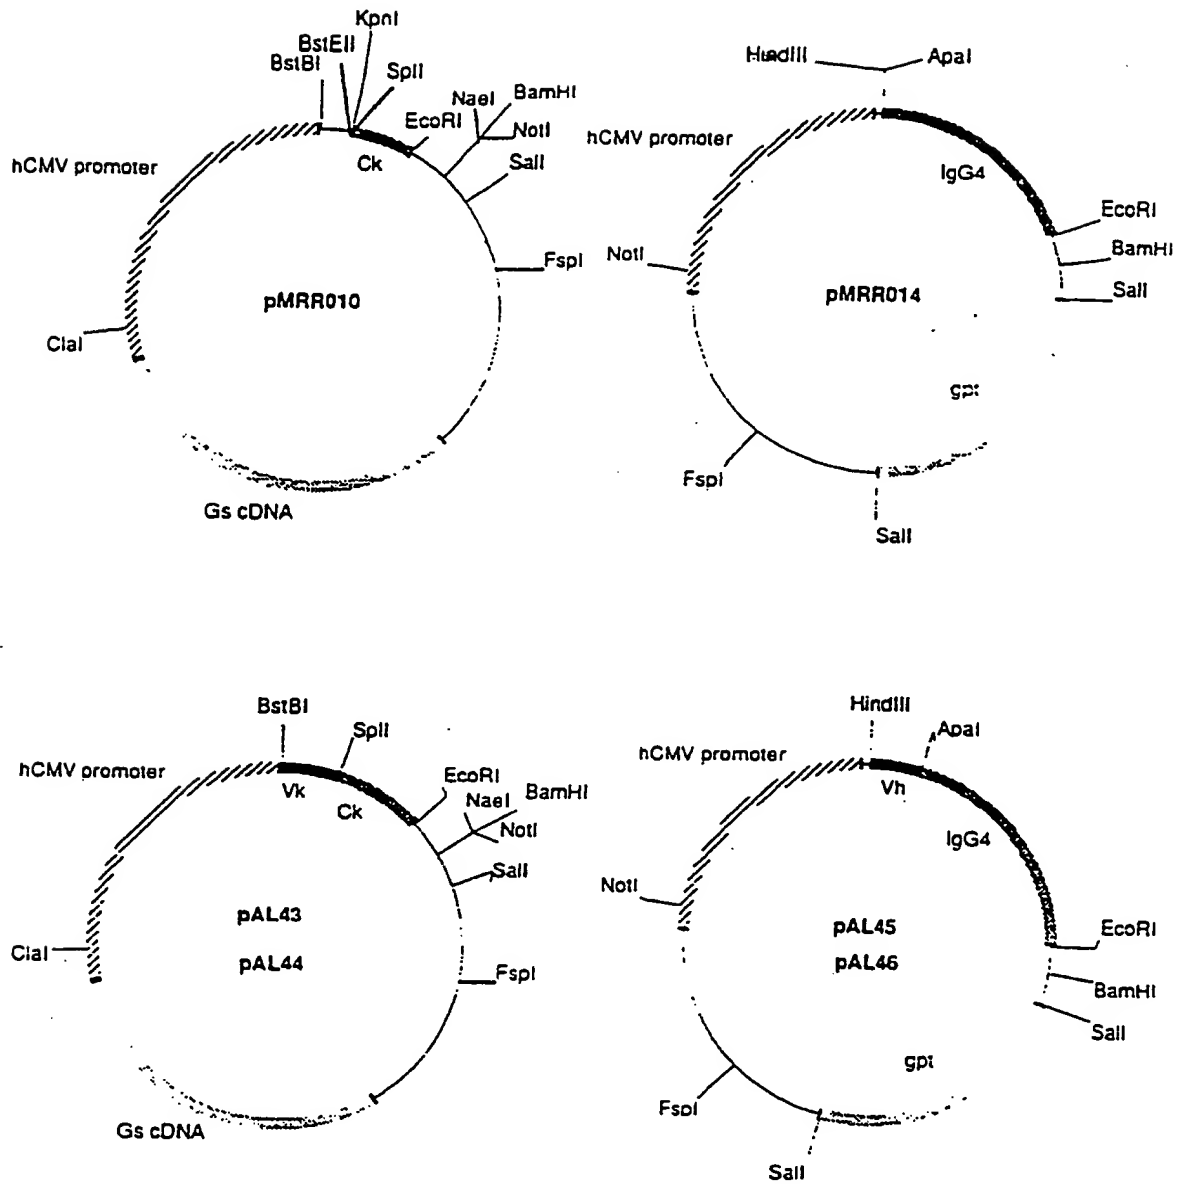 KpnI
BstEII
BstBI
SplI
NaeI
BamHI
EcoRI
NotI
SalI
hCMV promoter
Ck
FspI
pMRR010
ClaI
Gs cDNA
HindIII
ApaI
hCMV promoter
IgG4
EcoRI
NotI
BamHI
SalI
pMRR014
gpt
FspI
SalI
BstBI
SplI
hCMV promoter
Vk
Ck
EcoRI
NaeI
BamHI
NotI
SalI
pAL43
ClaI
pAL44
FspI
Gs cDNA
HindIII
ApaI
hCMV promoter
Vh
IgG4
NotI
pAL45
EcoRI
pAL46
BamHI
SalI
gpt
FspI
SalI